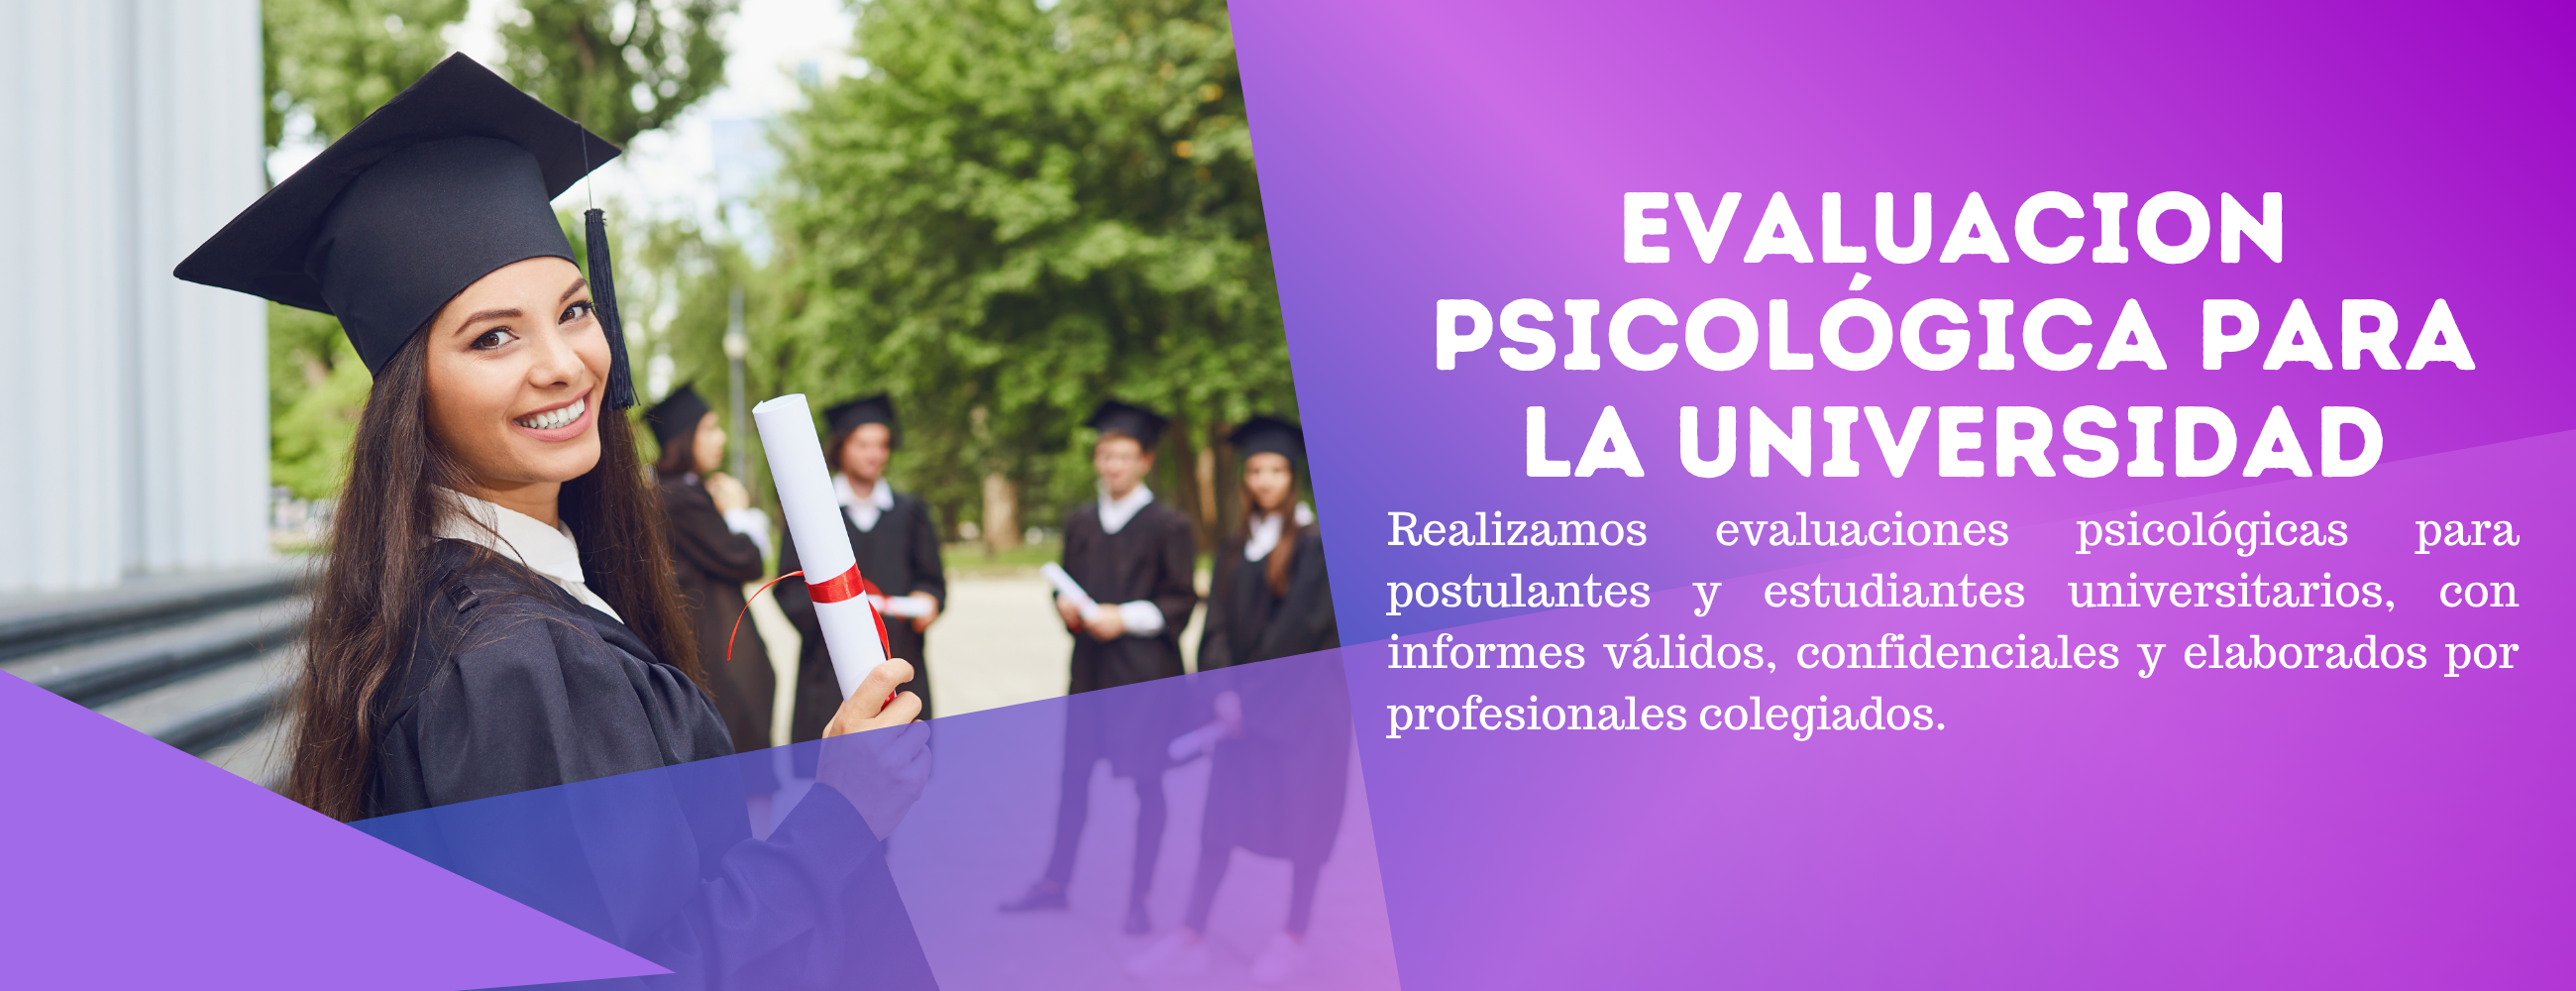 EVALUACION
PSICOLÓGICA PARA
LA UNIVERSIDAD
Realizamos evaluaciones psicológicas para
postulantes y estudiantes universitarios, con
informes válidos, confidenciales y elaborados por
profesionales colegiados.